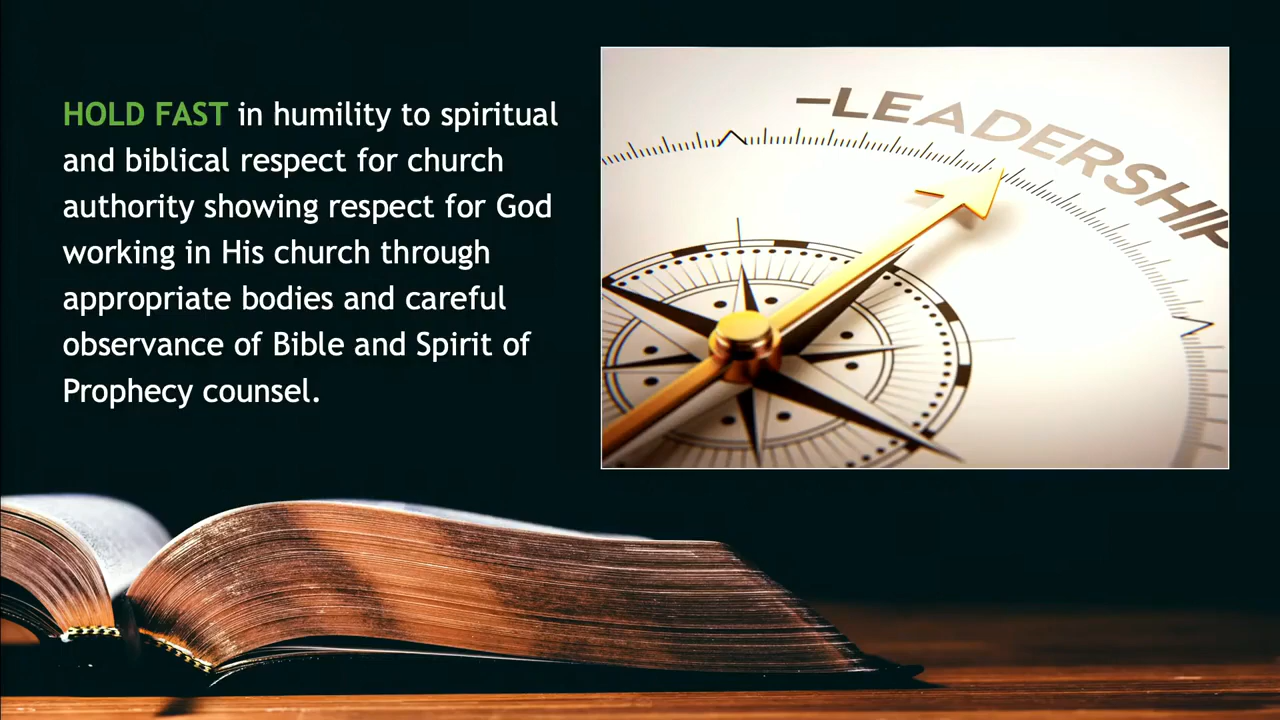 HOLD FAST in humility to spiritual
and biblical respect for church
authority showing respect for God
working in His church through
appropriate bodies and careful
observance of Bible and Spirit of
Prophecy counsel.
LEADERSHIP